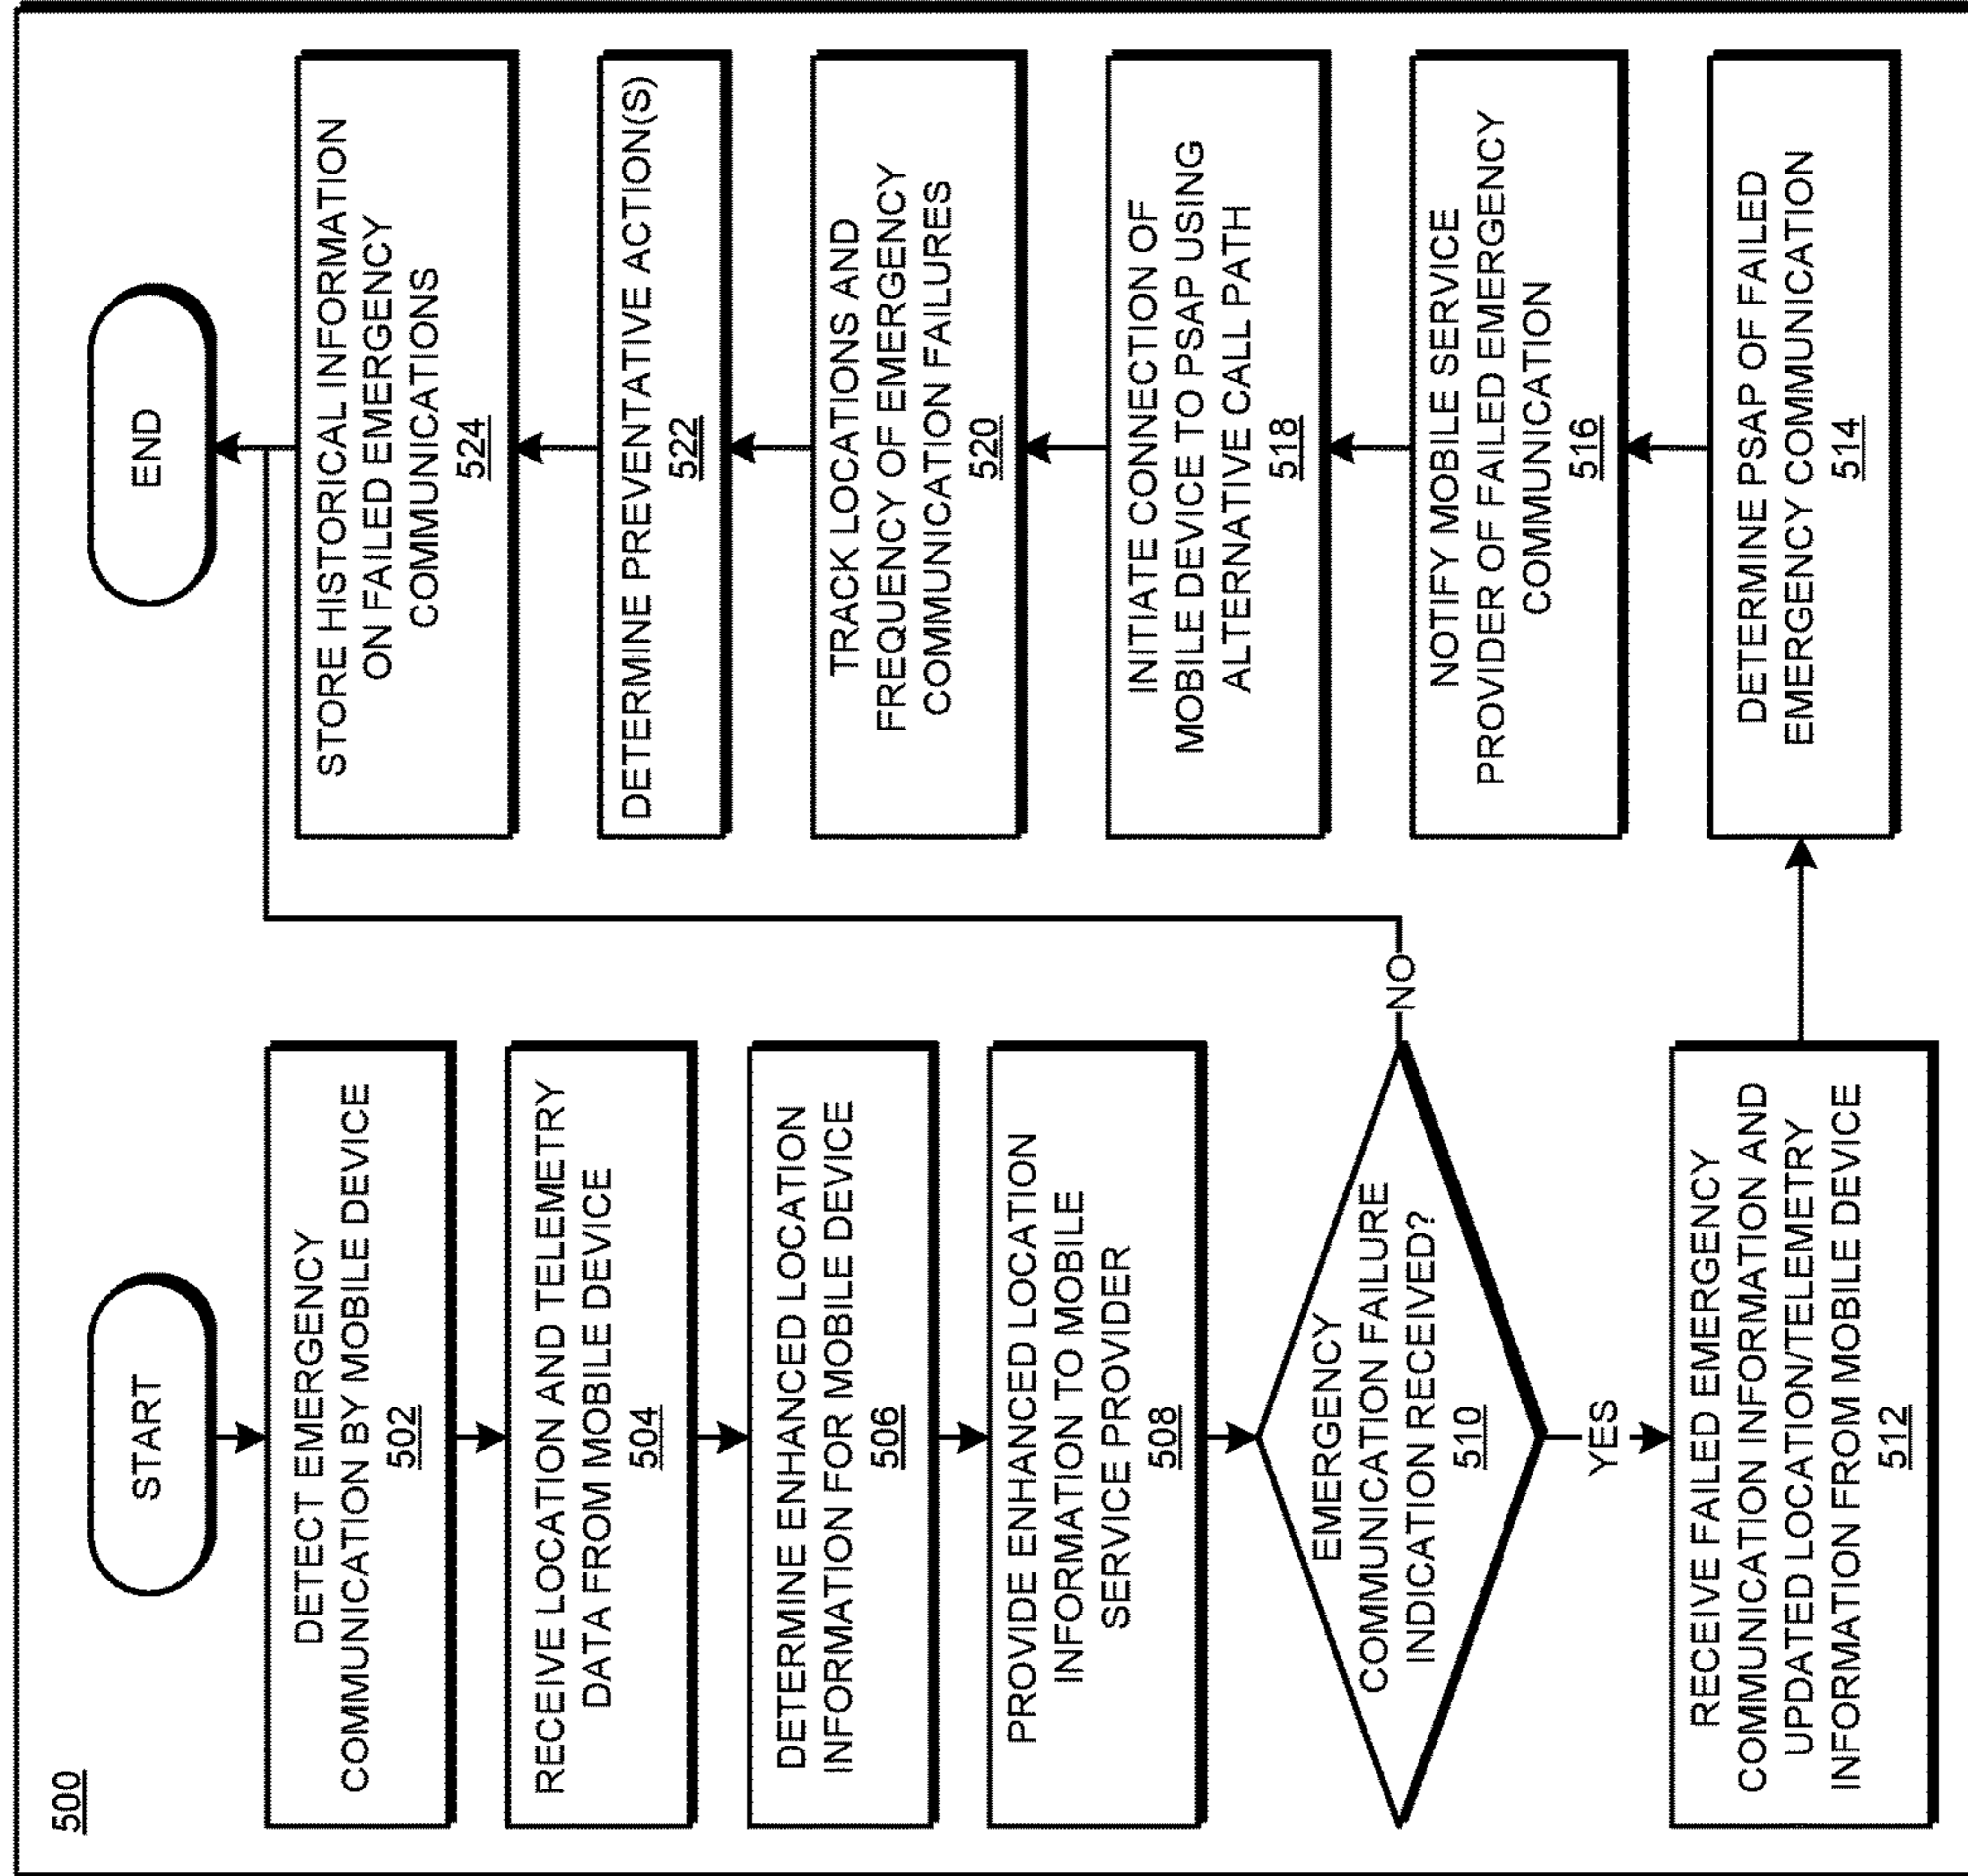 500
START
DETECT EMERGENCY
COMMUNICATION BY MOBILE DEVICE
502
RECEIVE LOCATION AND TELEMETRY
DATA FROM MOBILE DEVICE
504
DETERMINE ENHANCED LOCATION
INFORMATION FOR MOBILE DEVICE
506
PROVIDE ENHANCED LOCATION
INFORMATION TO MOBILE
SERVICE PROVIDER
508
EMERGENCY
COMMUNICATION FAILURE
INDICATION RECEIVED?
510
NO
YES
RECEIVE FAILED EMERGENCY
COMMUNICATION INFORMATION AND
UPDATED LOCATION/TELEMETRY
INFORMATION FROM MOBILE DEVICE
512
DETERMINE PSAP OF FAILED
EMERGENCY COMMUNICATION
514
NOTIFY MOBILE SERVICE
PROVIDER OF FAILED EMERGENCY
COMMUNICATION
516
INITIATE CONNECTION OF
MOBILE DEVICE TO PSAP USING
ALTERNATIVE CALL PATH
518
TRACK LOCATIONS AND
FREQUENCY OF EMERGENCY
COMMUNICATION FAILURES
520
DETERMINE PREVENTATIVE ACTION(S)
522
STORE HISTORICAL INFORMATION
ON FAILED EMERGENCY
COMMUNICATIONS
524
END